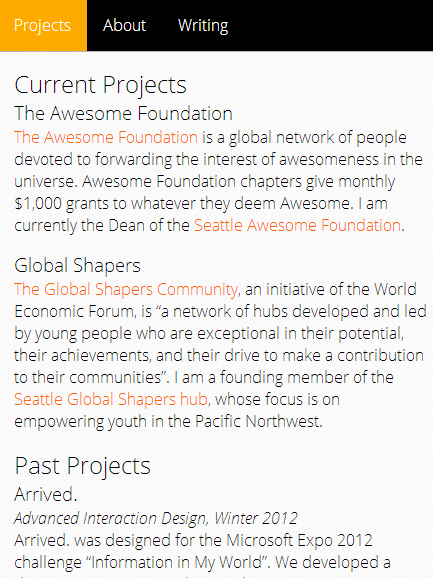 Projects About Writing
Current Projects
The Awesome Foundation
The Awesome Foundation is a global network of people
devoted to forwarding the interest of awesomeness in the
universe. Awesome Foundation chapters give monthly
$1,000 grants to whatever they deem Awesome. I am
currently the Dean of the Seattle Awesome Foundation.
Global Shapers
The Global Shapers Community, an initiative of the World
Economic Forum, is “a network of hubs developed and led
by young people who are exceptional in their potential,
their achievements, and their drive to make a contribution
to their communities”. I am a founding member of the
Seattle Global Shapers hub, whose focus is on
empowering youth in the Pacific Northwest.
Past Projects
Arrived.
Advanced Interaction Design, Winter 2012
Arrived. was designed for the Microsoft Expo 2012
challenge “Information in My World”. We developed a